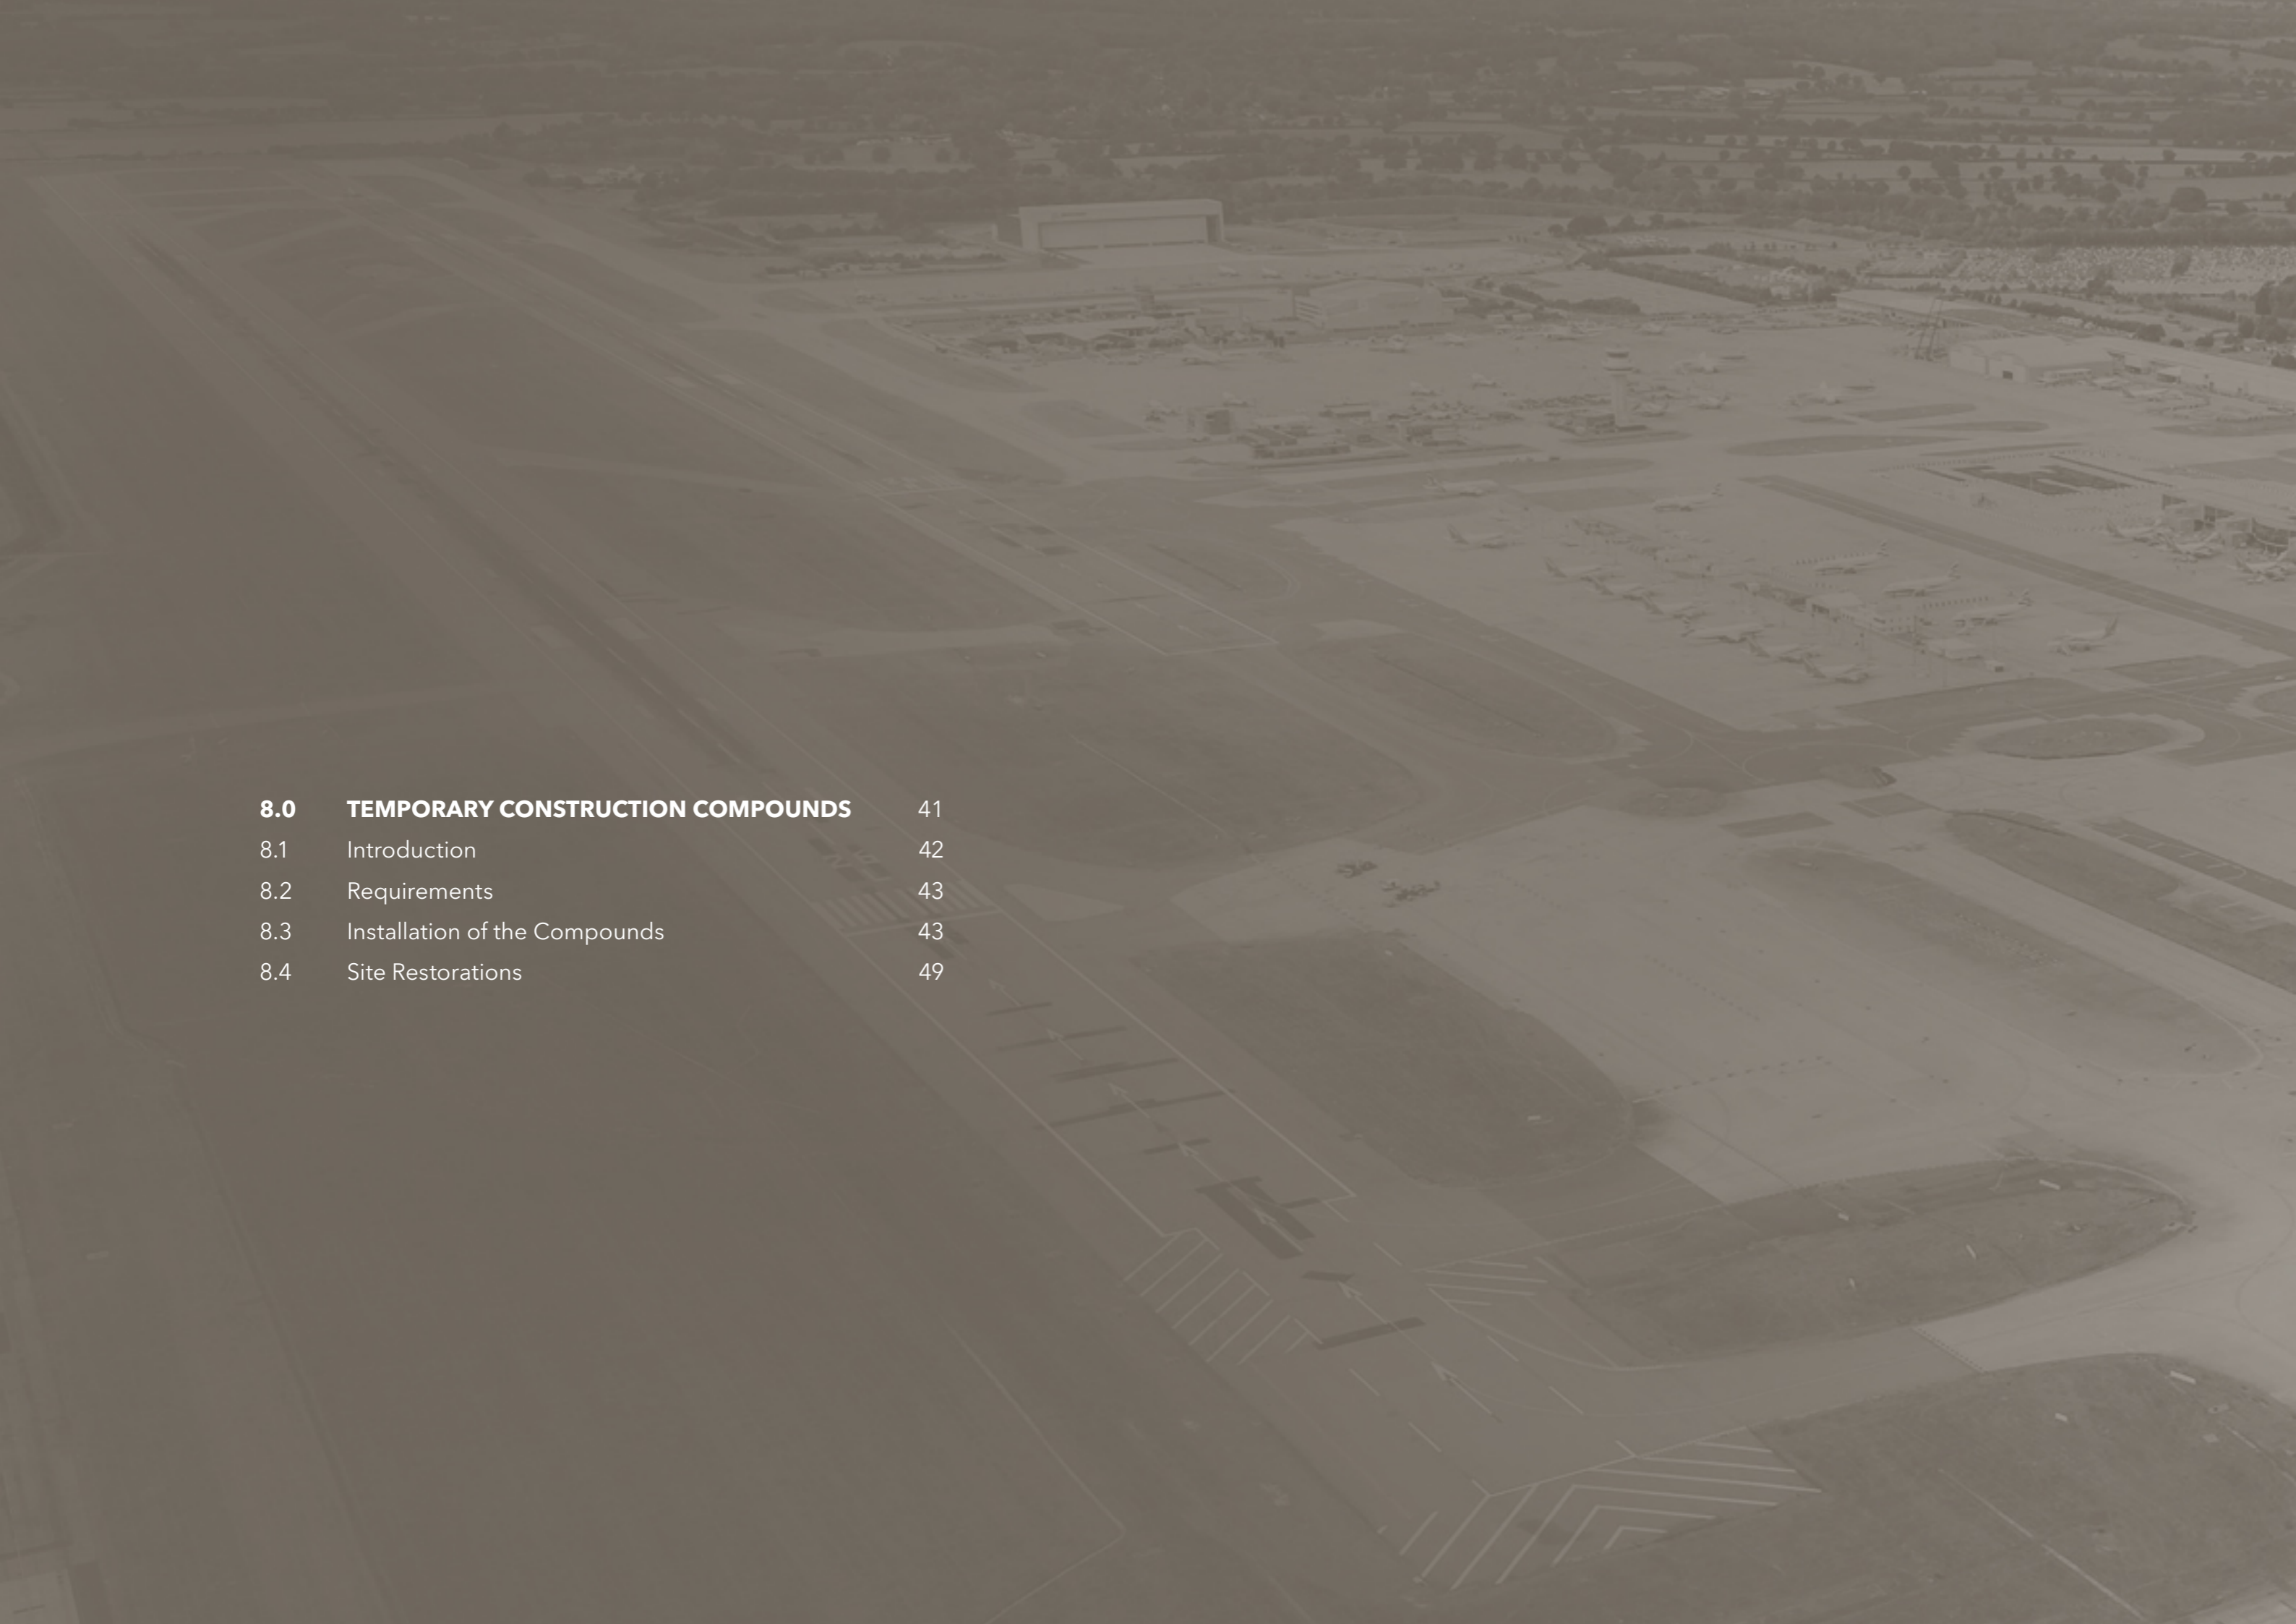 8.0 TEMPORARY CONSTRUCTION COMPOUNDS 41
8.1 Introduction 42
8.2 Requirements 43
8.3 Installation of the Compounds 43
8.4 Site Restorations 49